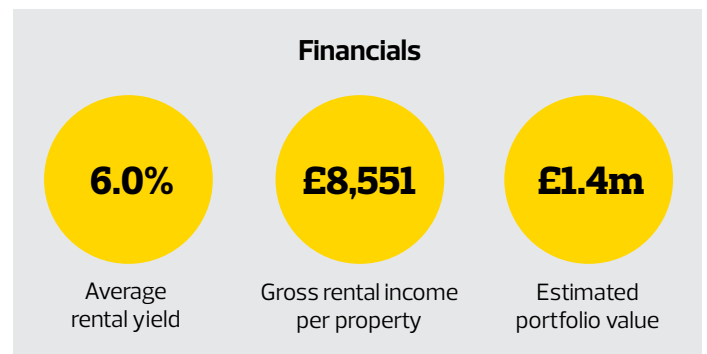 Financials
6.0%
£8,551
£1.4m
Average
rental yield
Gross rental income
per property
Estimated
portfolio value